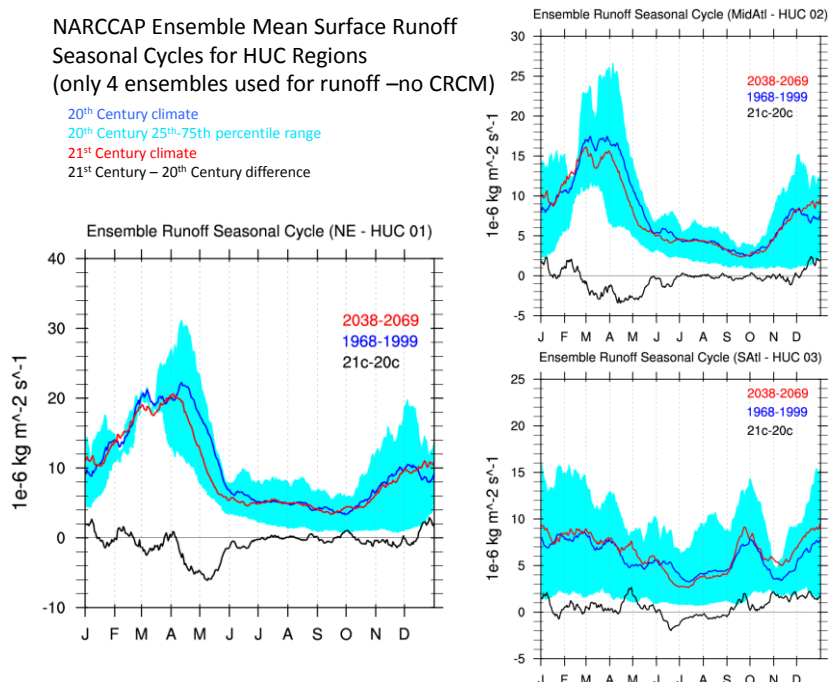 NARCCAP Ensemble Mean Surface Runoff
Seasonal Cycles for HUC Regions
(only 4 ensembles used for runoff –no CRCM)
20th Century climate
20th Century 25th-75th percentile range
21st Century climate
21st Century – 20th Century difference
Ensemble Runoff Seasonal Cycle (NE - HUC 01)
40
30
20
10
0
-10
1e-6 kg m^-2 s^-1
2038-2069
1968-1999
21c-20c
J F M A M J J A S O N D
Ensemble Runoff Seasonal Cycle (MidAtl - HUC 02)
30
25
20
15
10
5
0
-5
1e-6 kg m^-2 s^-1
2038-2069
1968-1999
21c-20c
J F M A M J J A S O N D
Ensemble Runoff Seasonal Cycle (SAtl - HUC 03)
25
20
15
10
5
0
-5
1e-6 kg m^-2 s^-1
2038-2069
1968-1999
21c-20c
J F M A M J J A S O N D